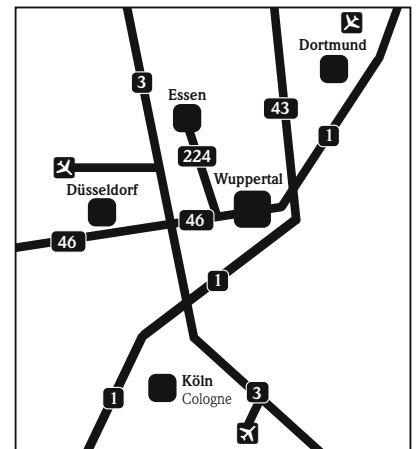 Dortmund
3
Essen
43
1
224
Wuppertal
Düsseldorf
46
46
1
Köln
Cologne
3
1